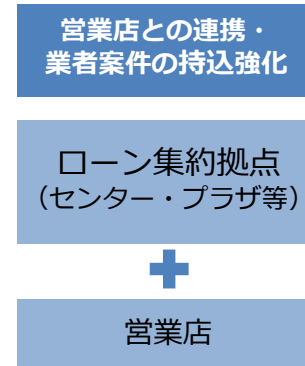 営業店との連携・
業者案件の持込強化
ローン集約拠点
（センター・プラザ等）
営業店